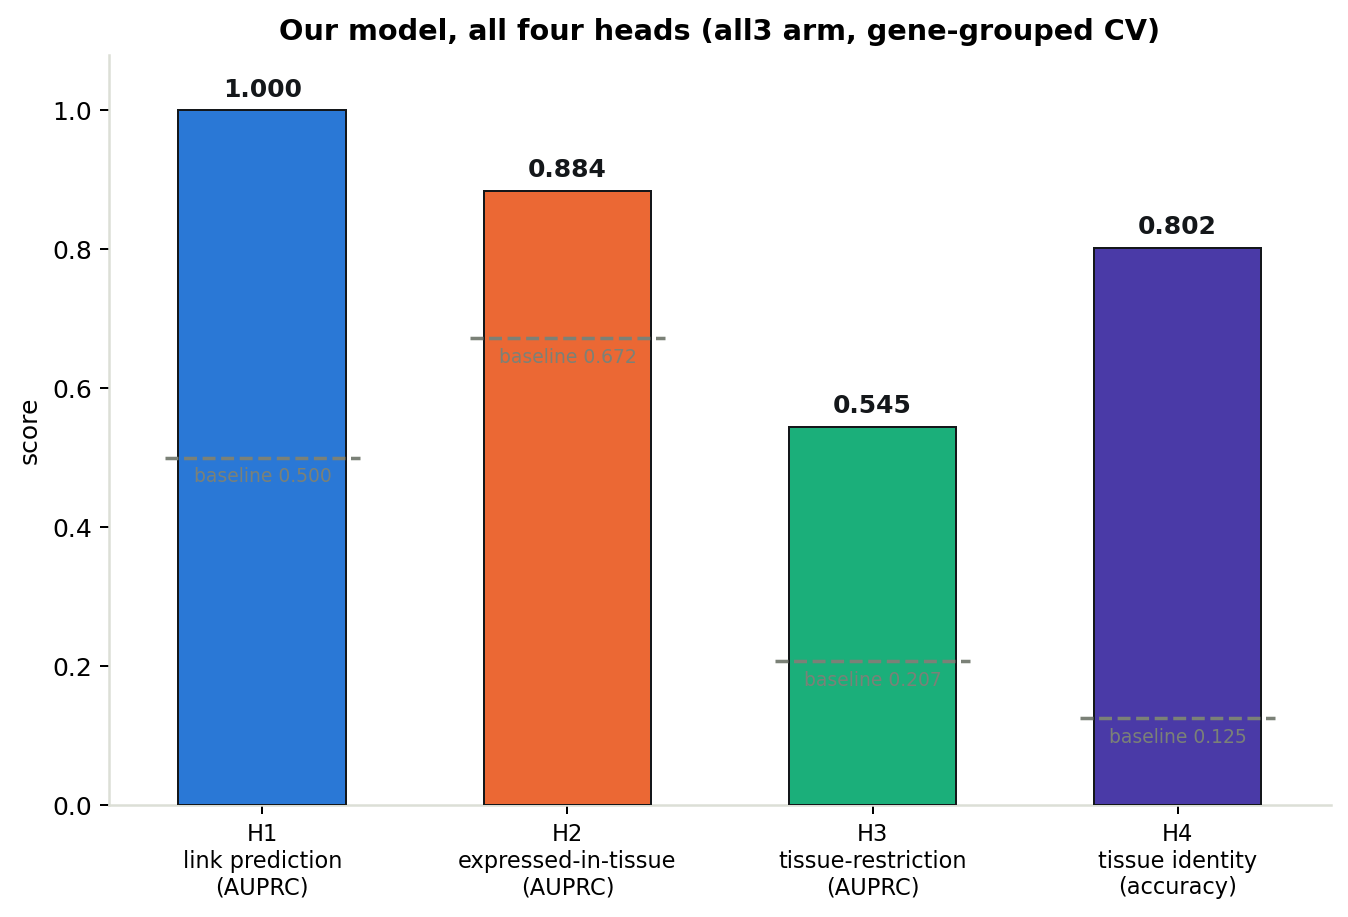 Our model, all four heads (all3 arm, gene-grouped CV)
1.000
0.884
0.545
0.802
baseline 0.500
baseline 0.672
baseline 0.207
baseline 0.125
score
1.0
0.8
0.6
0.4
0.2
0.0
H1
link prediction
(AUPRC)
H2
expressed-in-tissue
(AUPRC)
H3
tissue-restriction
(AUPRC)
H4
tissue identity
(accuracy)